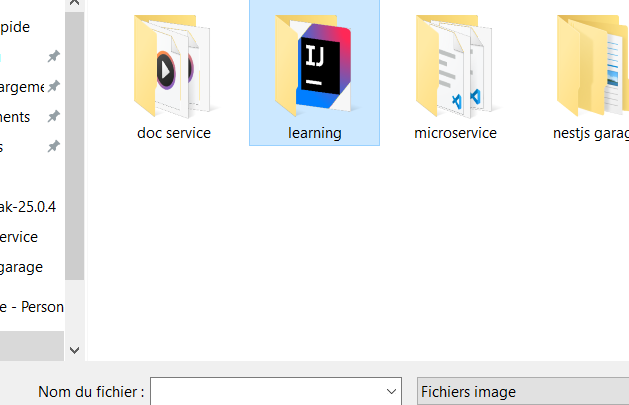 pide
argeme
ments
s
ak-25.0.4
ervice
garage
e - Person
doc service
IJ
learning
microservice
nestjs garag
Nom du fichier :
Fichiers image